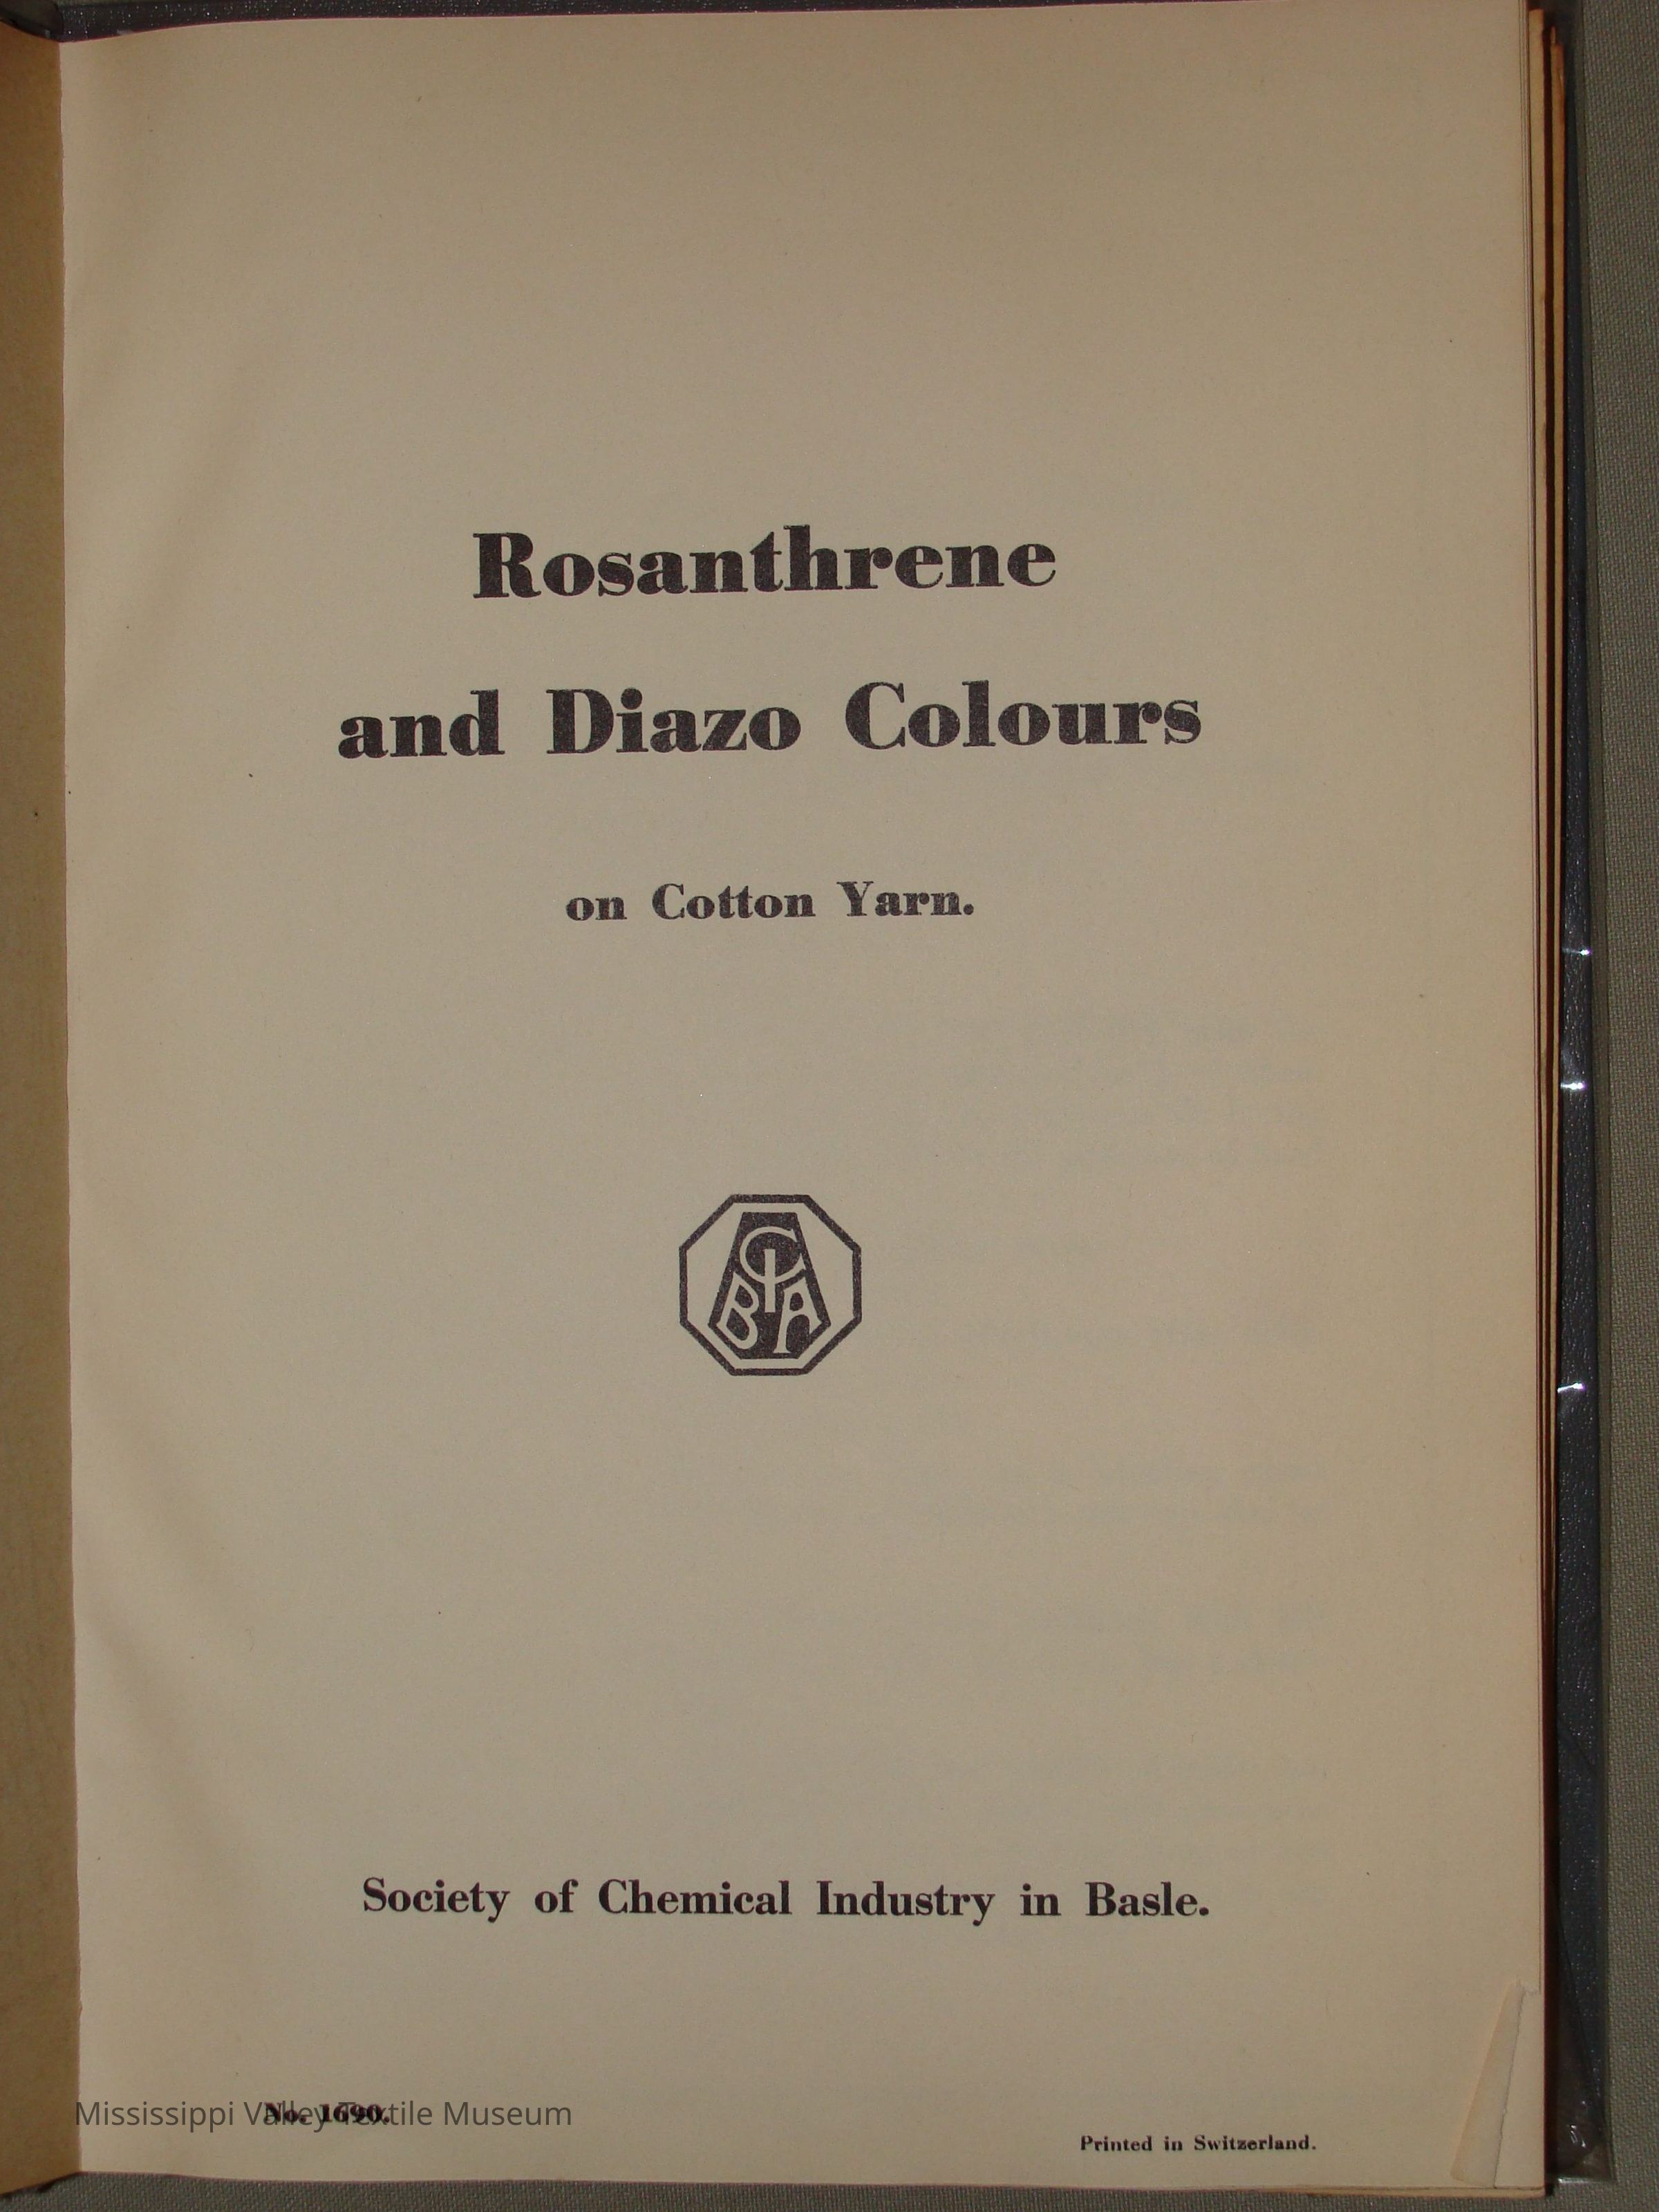 Rosanthrene
and Diazo Colours
on Cotton Yarn.
CIBA
Society of Chemical Industry in Basle.
No. 1690.
Mississippi Valley Textile Museum
Printed in Switzerland.